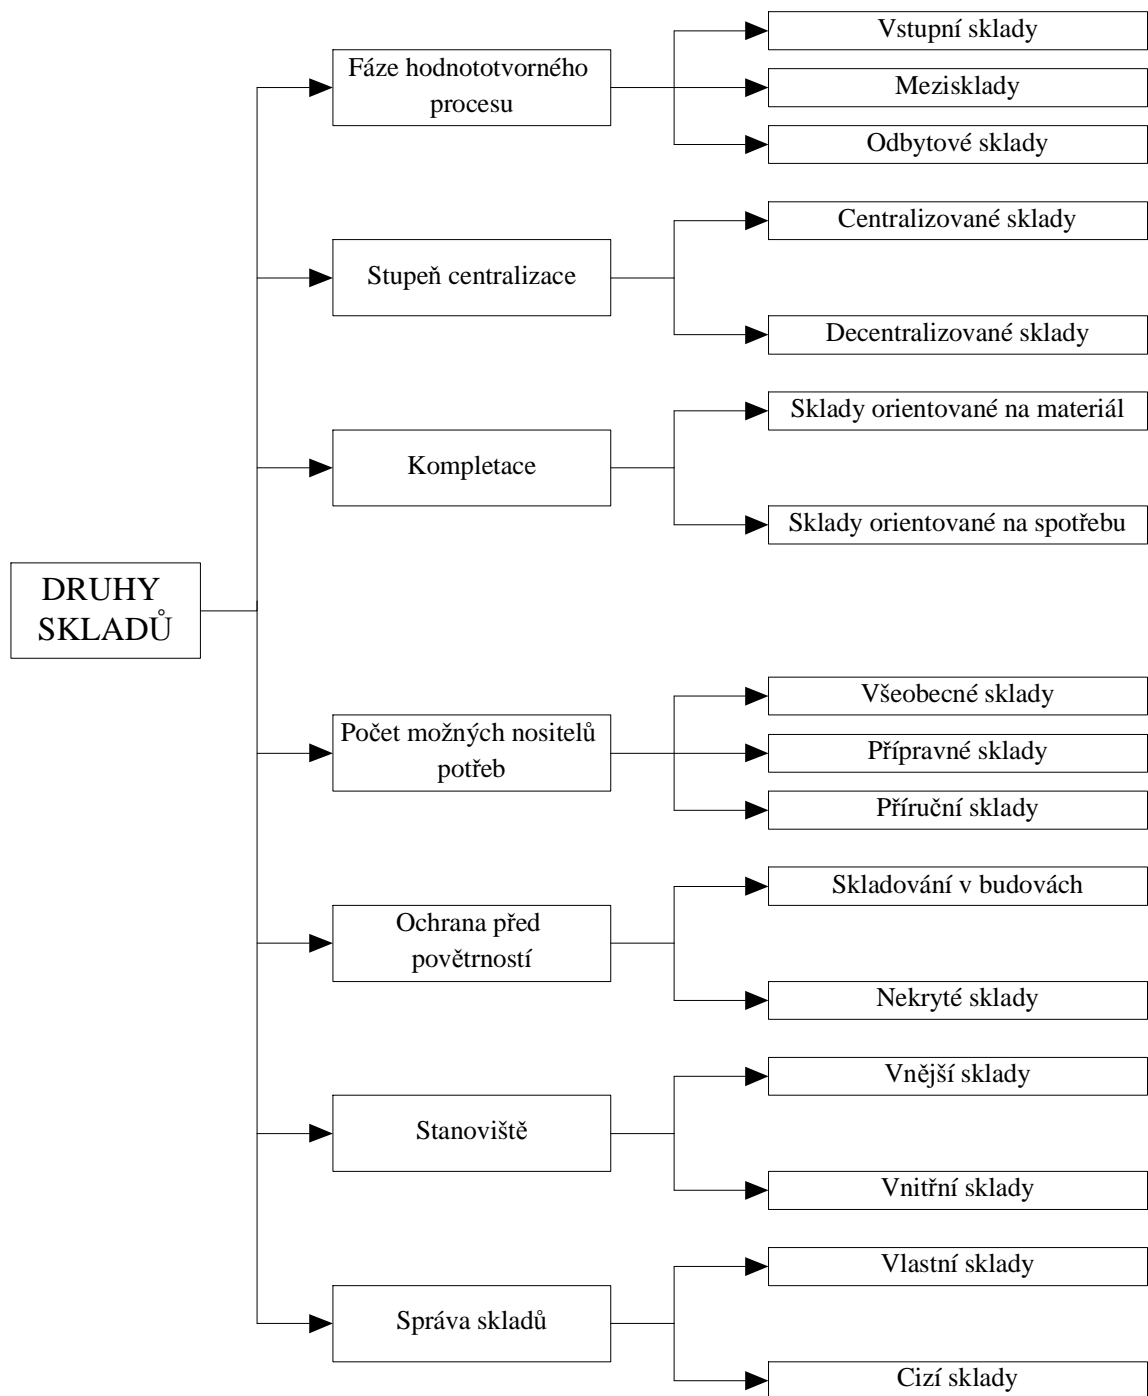 DRUHY
SKLADŮ
Fáze hodnototvorného
procesu
Vstupní sklady
Mezisklady
Odbytové sklady
Stupeň centralizace
Centralizované sklady
Decentralizované sklady
Kompletace
Sklady orientované na materiál
Sklady orientované na spotřebu
Počet možných nositelů
potřeb
Všeobecné sklady
Přípravné sklady
Příruční sklady
Ochrana před
povětrností
Skladování v budovách
Nekryté sklady
Stanoviště
Vnější sklady
Vnitřní sklady
Správa skladů
Vlastní sklady
Cizí sklady